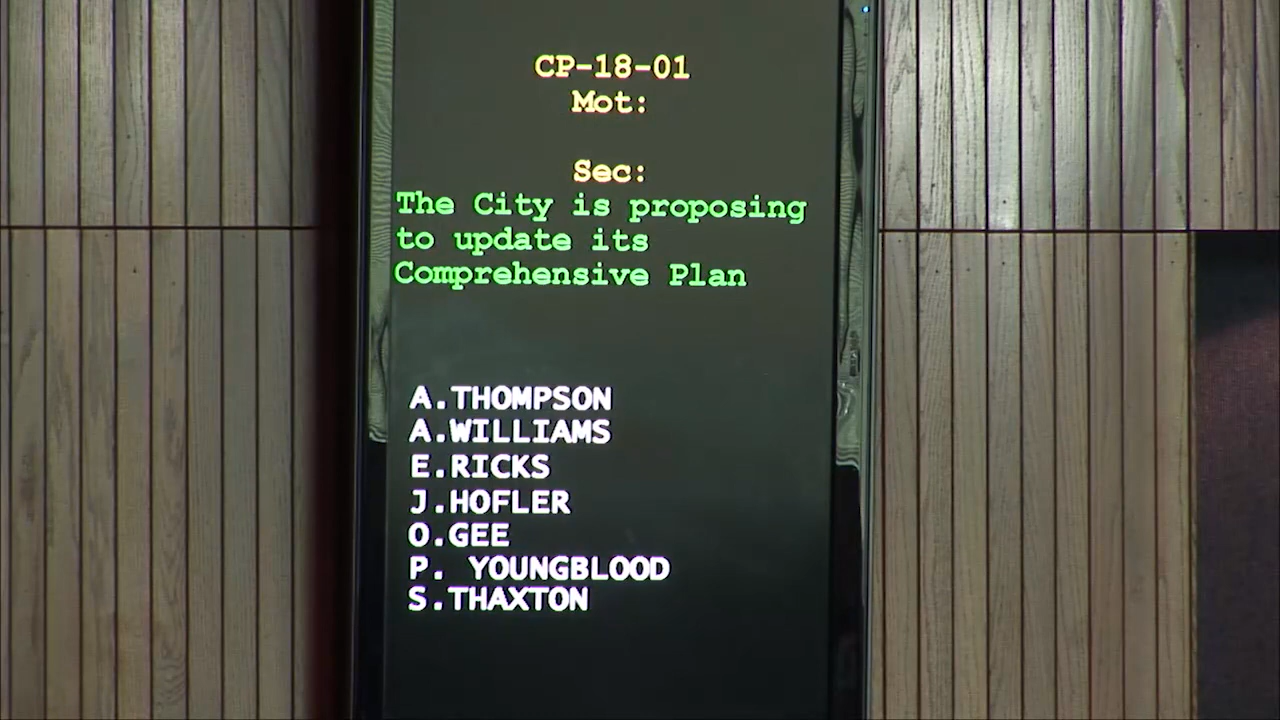 CP-18-01
Mot:
Sec:
The City is proposing
to update its
Comprehensive Plan
A.THOMPSON
A.WILLIAMS
E.RICKS
J.HOFLER
O.GEE
P. YOUNGBLOOD
S.THAXTON